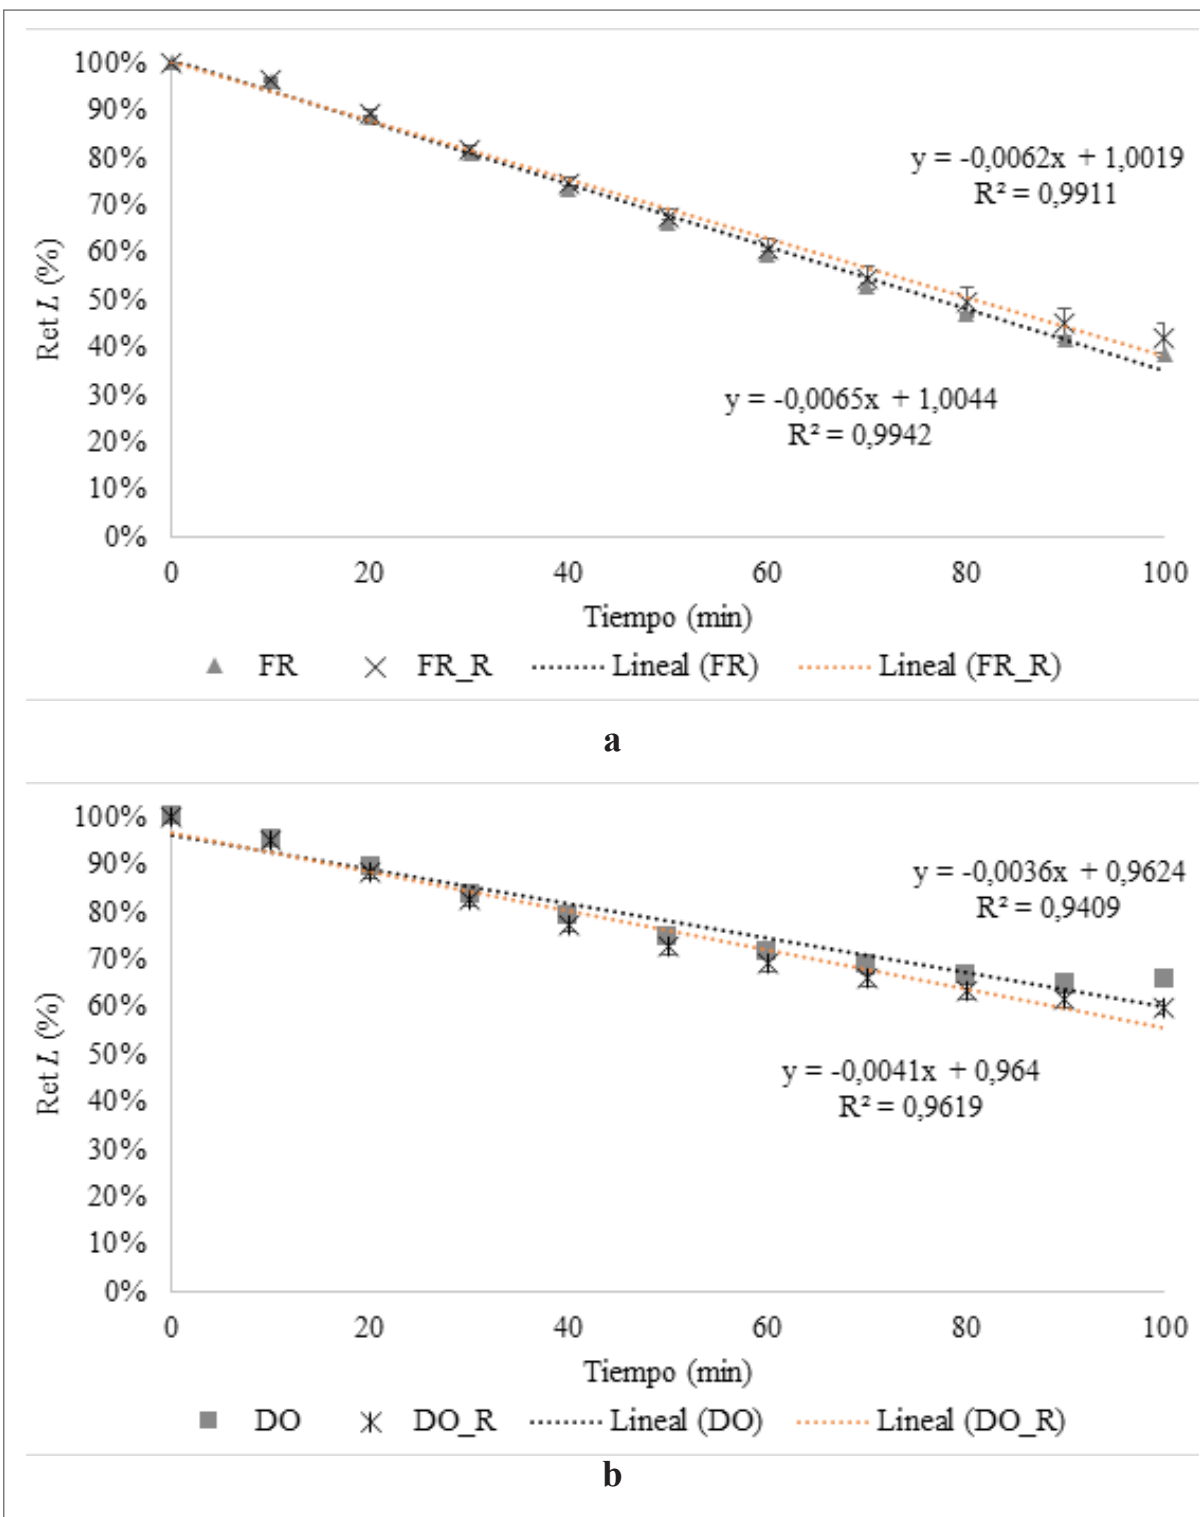 100%
90%
80%
70%
60%
50%
40%
30%
20%
10%
0%
Ret L (%)
y = -0,0062x + 1,0019
R² = 0,9911
y = -0,0065x + 1,0044
R² = 0,9942
0 20 40 60 80 100
Tiempo (min)
FR FR_R Lineal (FR) Lineal (FR_R)
a
100%
90%
80%
70%
60%
50%
40%
30%
20%
10%
0%
Ret L (%)
y = -0,0036x + 0,9624
R² = 0,9409
y = -0,0041x + 0,964
R² = 0,9619
0 20 40 60 80 100
Tiempo (min)
DO DO_R Lineal (DO) Lineal (DO_R)
b